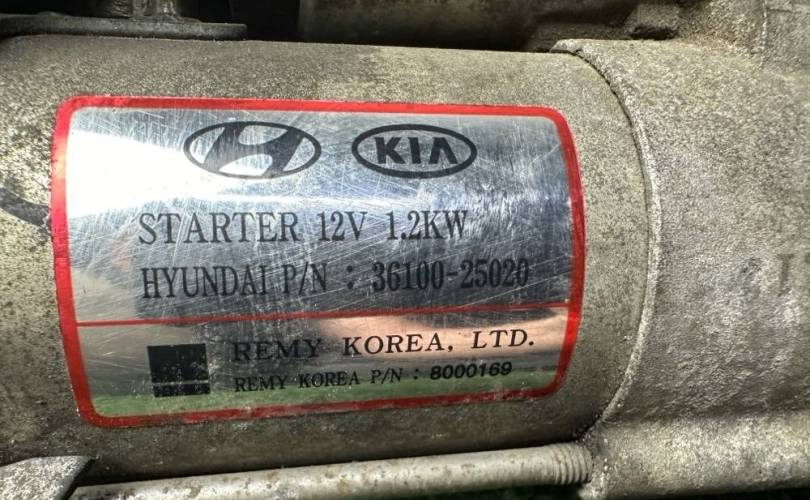 KIA
STARTER 12V 1.2KW
HYUNDAI P/N : 36100-25020
REMY KOREA, LTD.
REMY KOREA P/N : 8000169